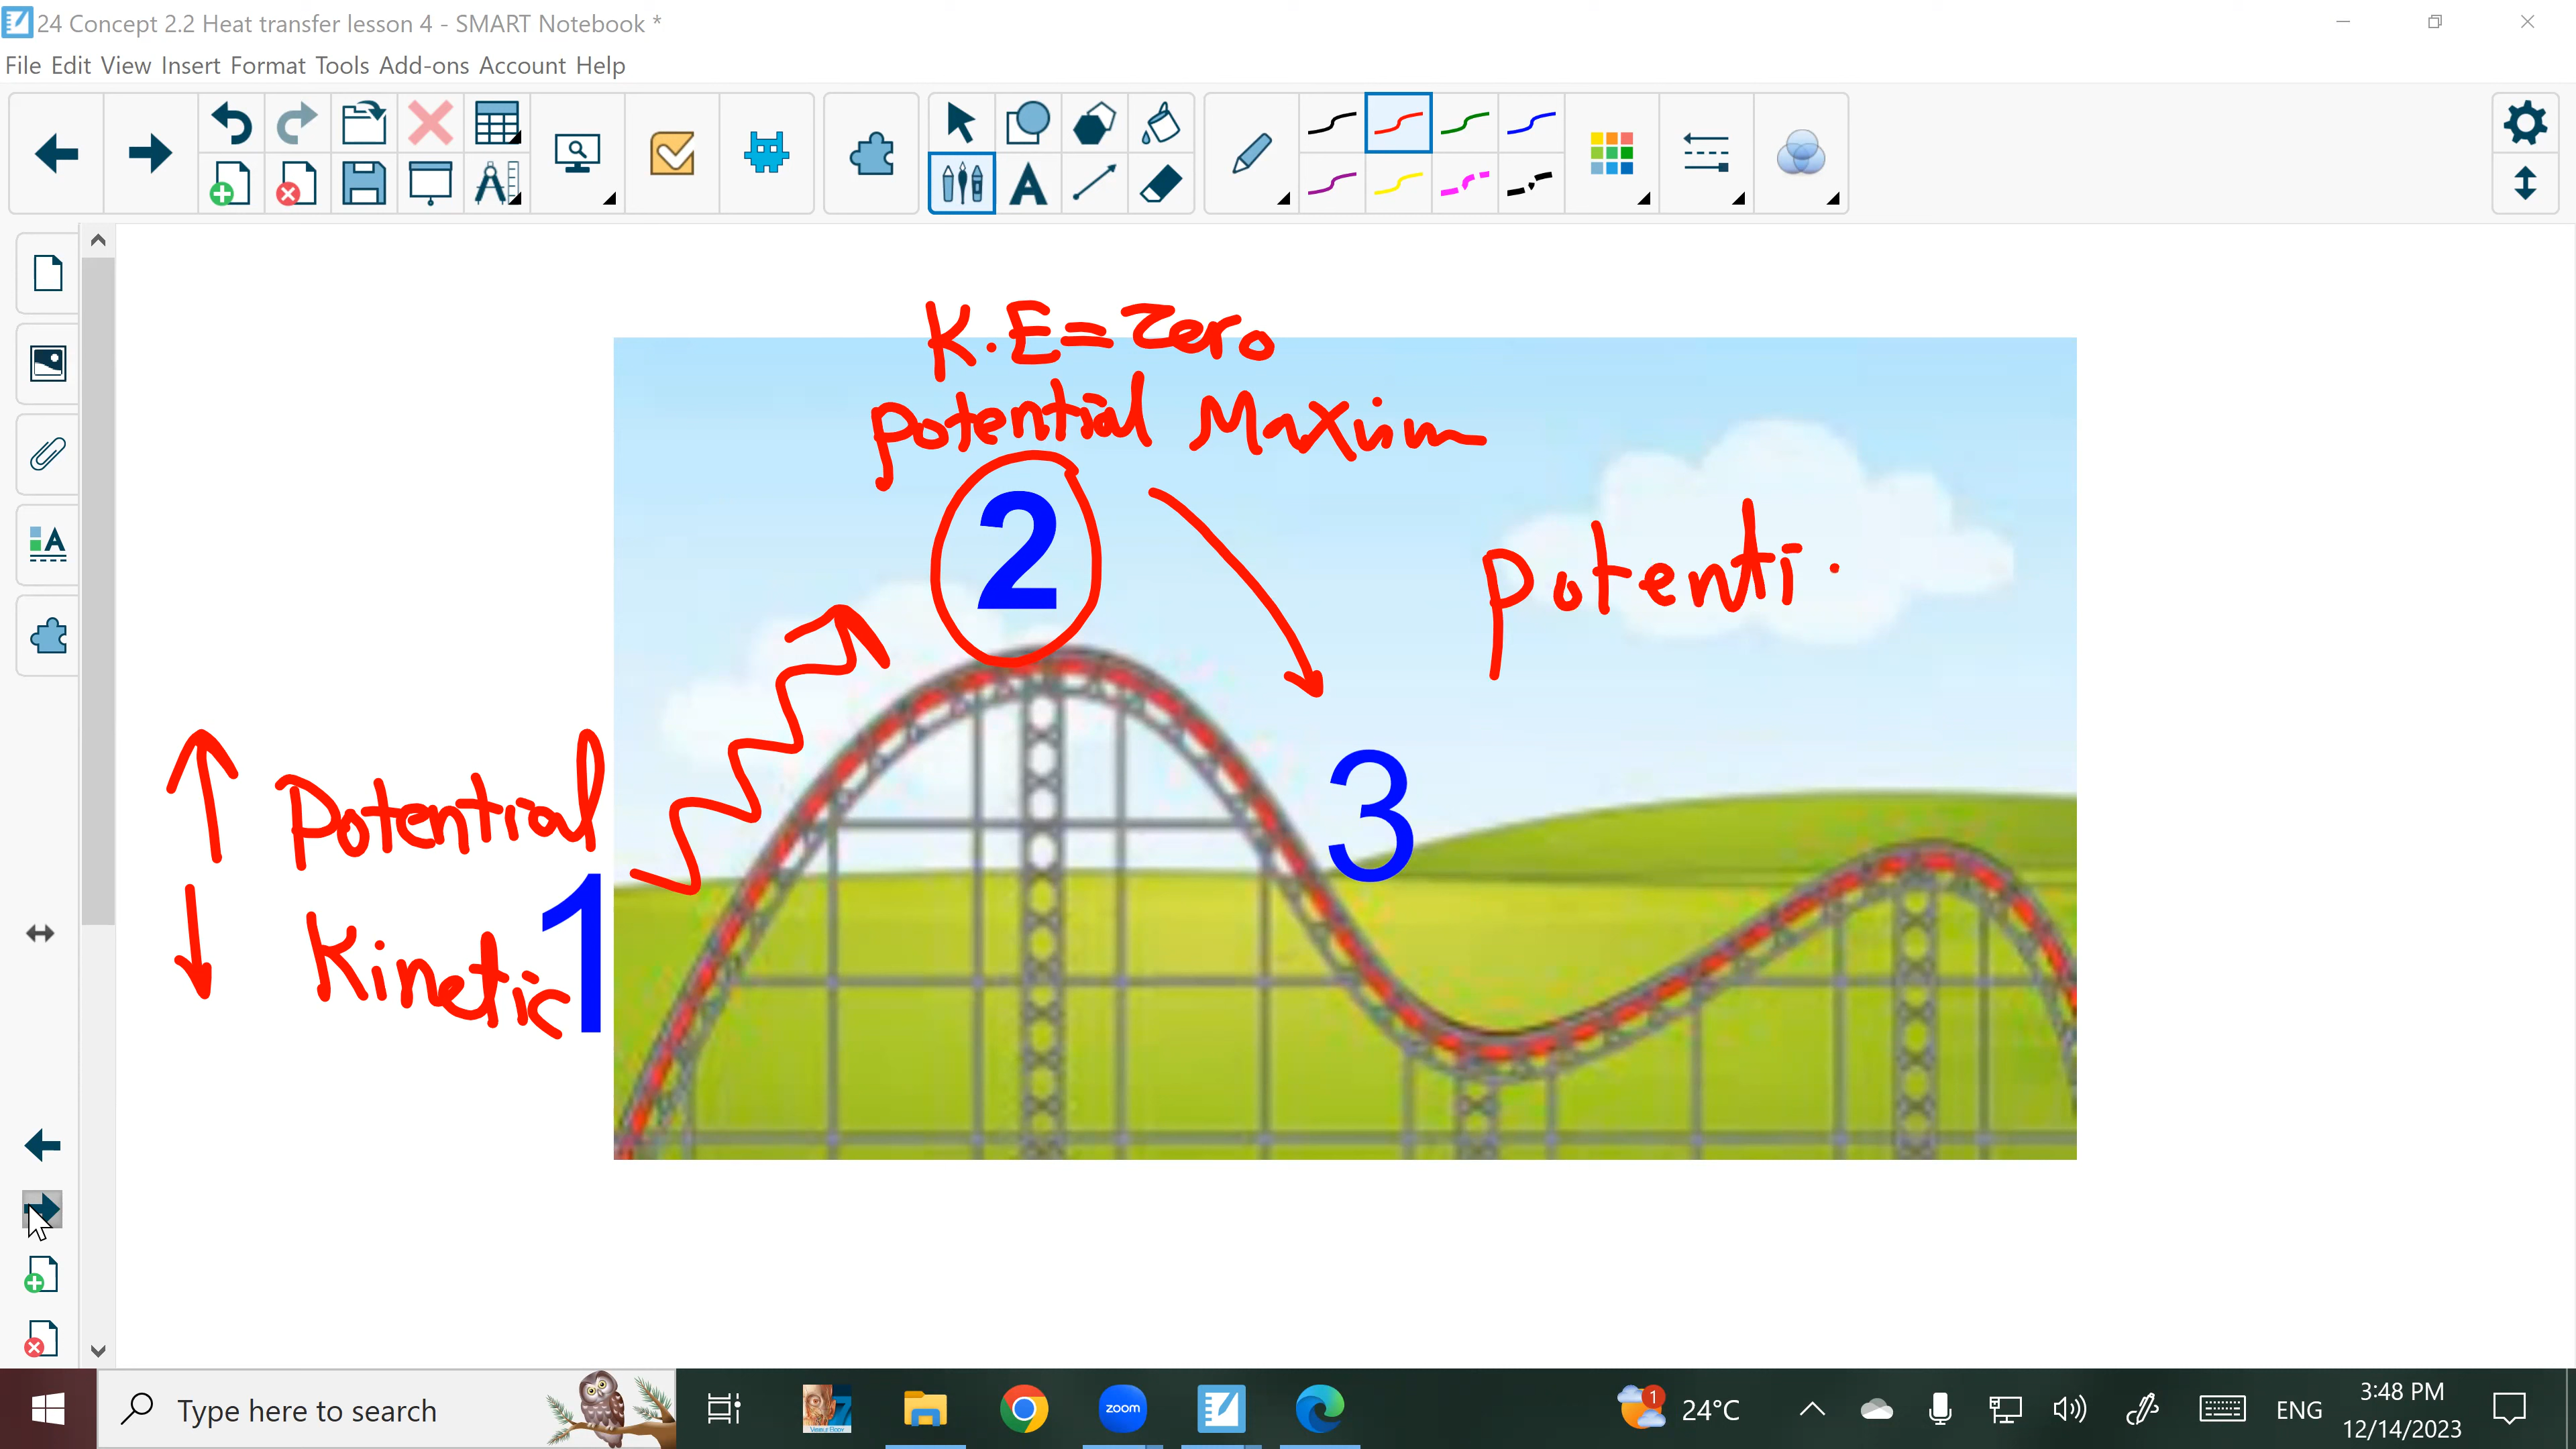 24 Concept 2.2 Heat transfer lesson 4 - SMART Notebook *
File Edit View Insert Format Tools Add-ons Account Help
K.E = Zero
potential Maxim
2
potenti.
3
Potential
Kinetic
1
Type here to search
zoom
1
24°C
ENG
3:48 PM
12/14/2023